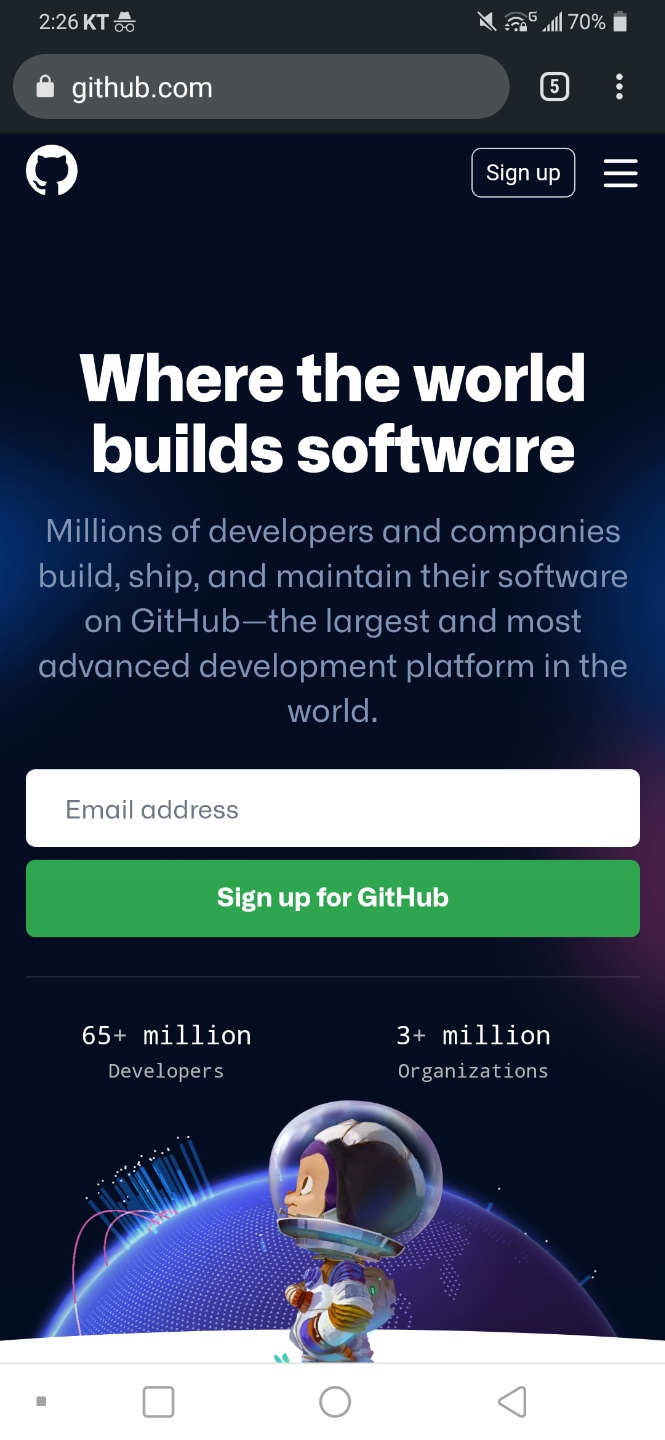 2:26 KT
6 70%
github.com
5
Sign up
Where the world
builds software
Millions of developers and companies
build, ship, and maintain their software
on GitHub—the largest and most
advanced development platform in the
world.
Email address
Sign up for GitHub
65+ million
3+ million
Developers
Organizations